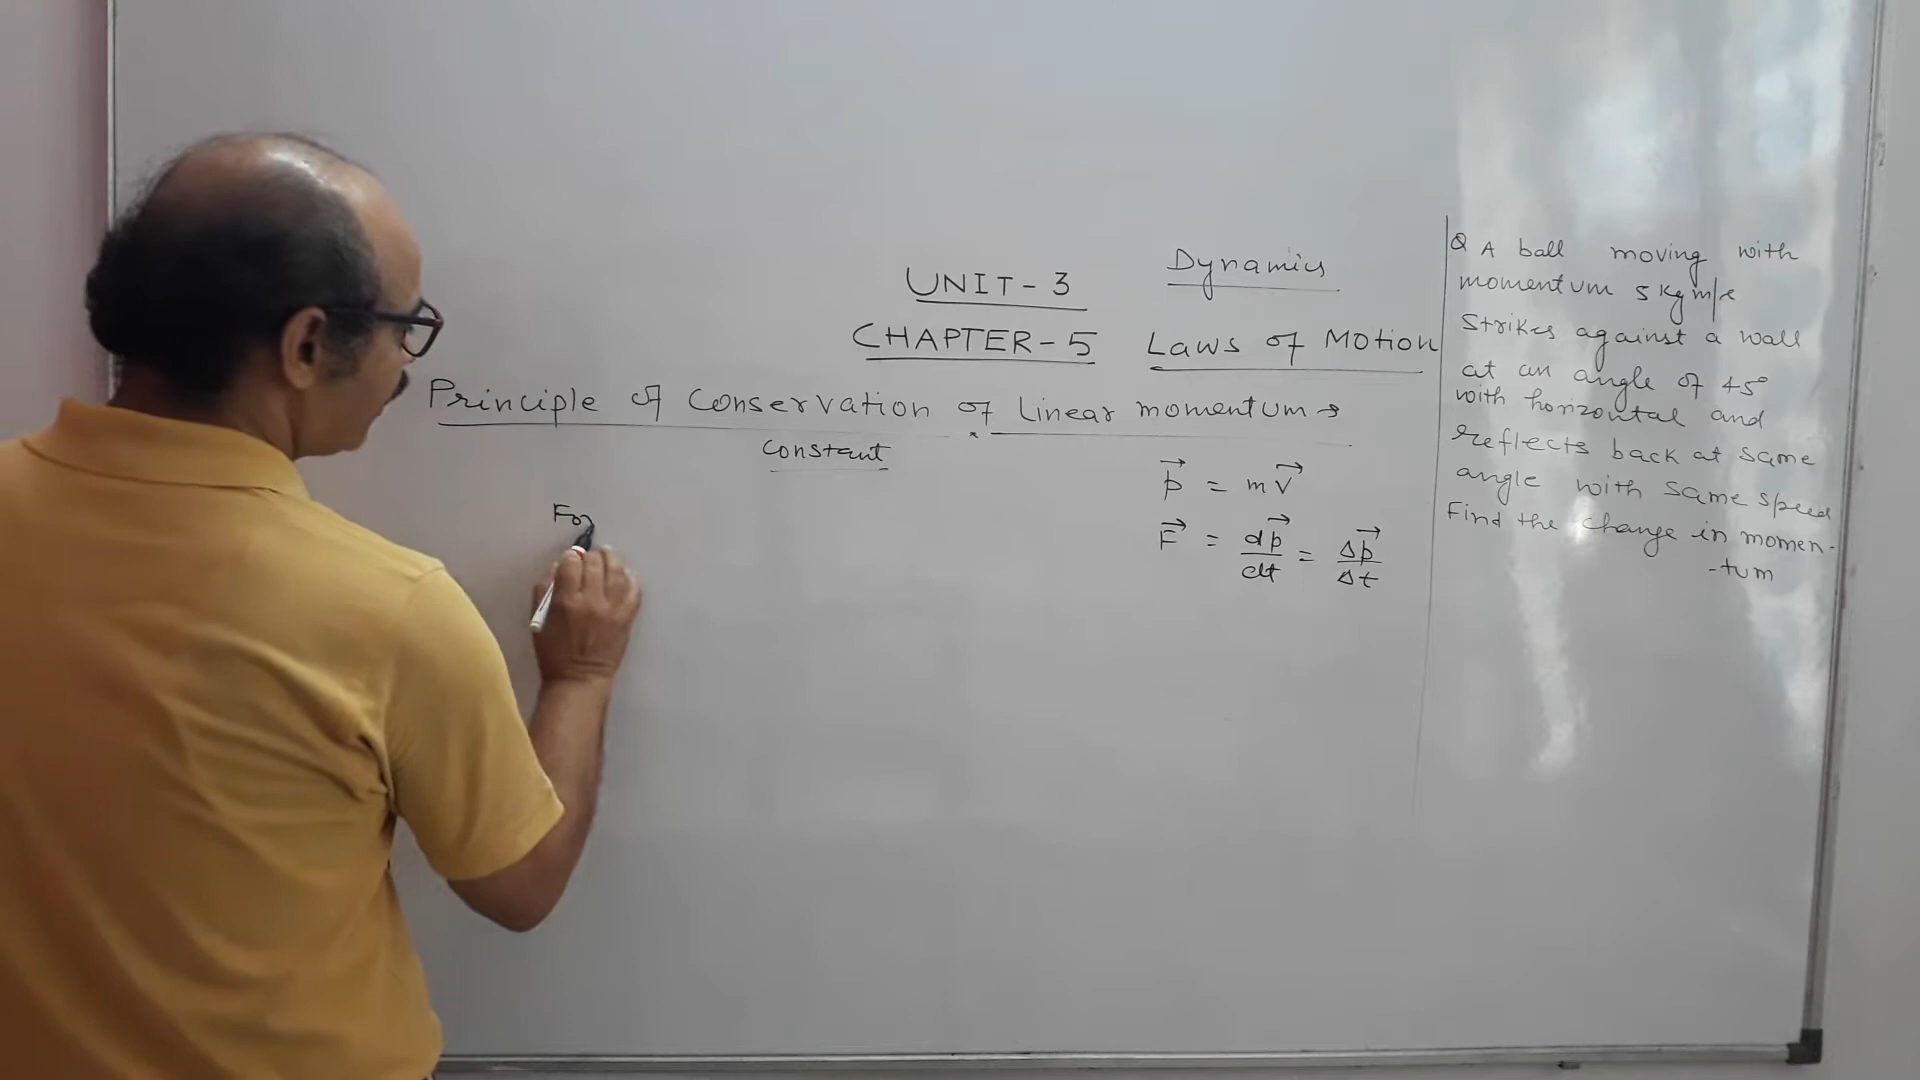 UNIT-3 Dynamics
CHAPTER-5 Laws of Motion
Principle of Conservation of Linear momentum →
Constant
p⃗ = mv⃗
F⃗ = dp⃗/dt = Δp⃗/Δt
For
Q A ball moving with
momentum 5 Kg m/s
Strikes against a wall
at an angle of 45°
with horizontal and
reflects back at same
angle with same speed
Find the change in momen-
-tum